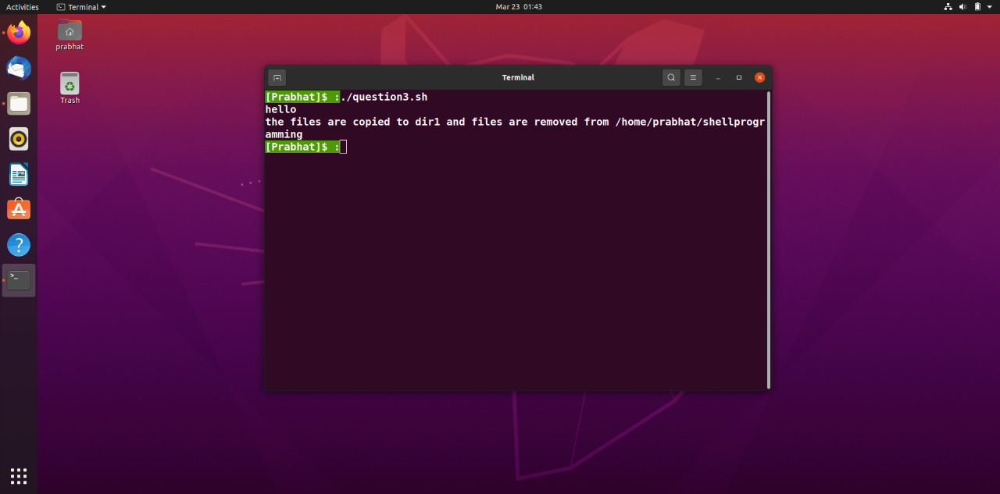 Activities
Terminal
Mar 23 01:43
prabhat
Trash
Terminal
[Prabhat]$ :./question3.sh
hello
the files are copied to dir1 and files are removed from /home/prabhat/shellprogr
amming
[Prabhat]$ :